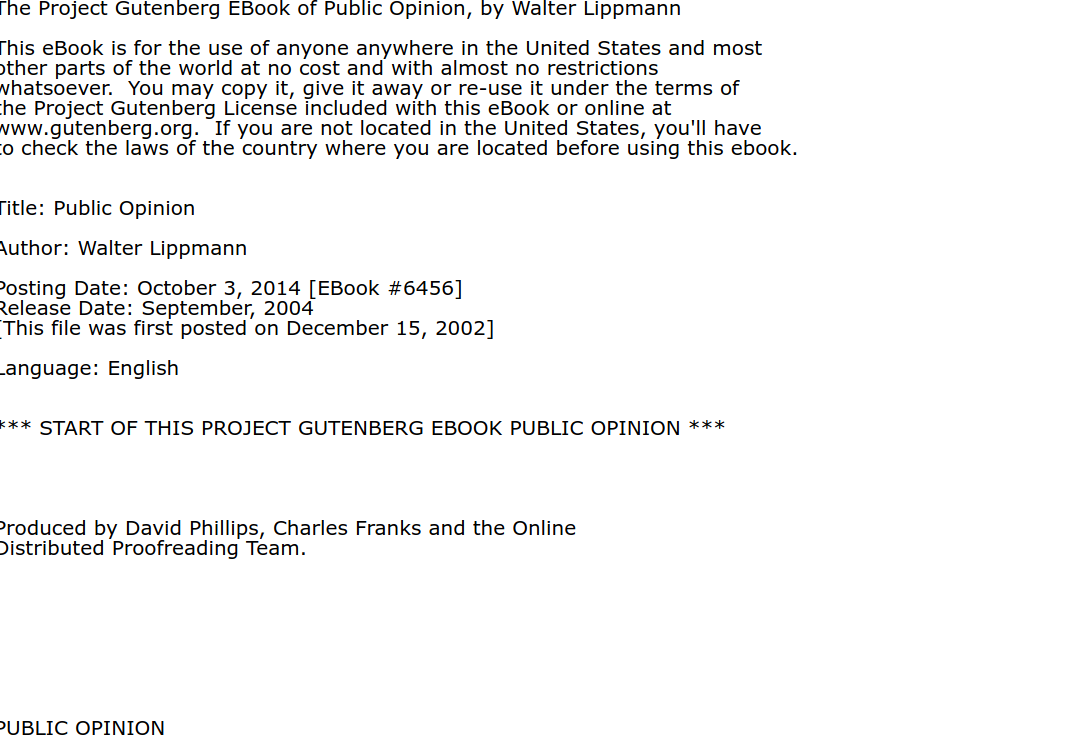 The Project Gutenberg EBook of Public Opinion, by Walter Lippmann
This eBook is for the use of anyone anywhere in the United States and most
other parts of the world at no cost and with almost no restrictions
whatsoever.  You may copy it, give it away or re-use it under the terms of
the Project Gutenberg License included with this eBook or online at
www.gutenberg.org.  If you are not located in the United States, you'll have
to check the laws of the country where you are located before using this ebook.
Title: Public Opinion
Author: Walter Lippmann
Posting Date: October 3, 2014 [EBook #6456]
Release Date: September, 2004
[This file was first posted on December 15, 2002]
Language: English
*** START OF THIS PROJECT GUTENBERG EBOOK PUBLIC OPINION ***
Produced by David Phillips, Charles Franks and the Online
Distributed Proofreading Team.
PUBLIC OPINION